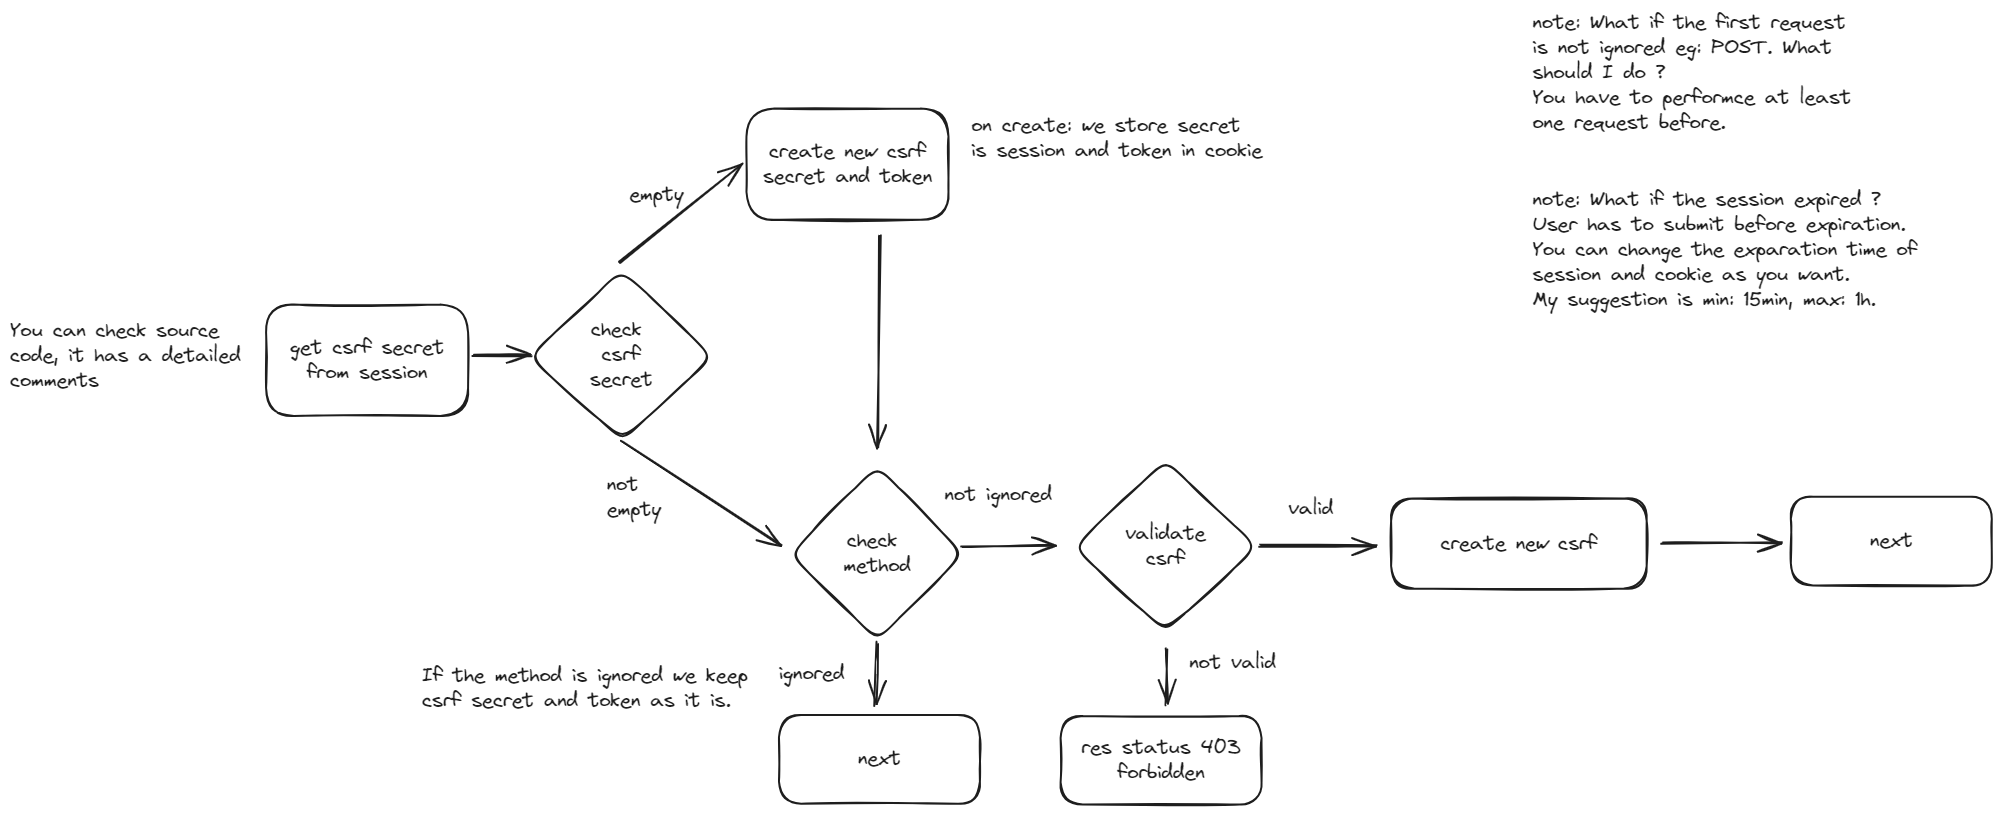 note: What if the first request
is not ignored eg: POST. What
should I do ?
You have to performce at least
one request before.
create new csrf
secret and token
on create: we store secret
is session and token in cookie
empty
note: What if the session expired ?
User has to submit before expiration.
You can change the exparation time of
session and cookie as you want.
My suggestion is min: 15min, max: 1h.
You can check source
code, it has a detailed
comments
get csrf secret
from session
check
csrf
secret
not
empty
check
method
not ignored
validate
csrf
valid
create new csrf
next
If the method is ignored we keep
csrf secret and token as it is.
ignored
not valid
next
res status 403
forbidden